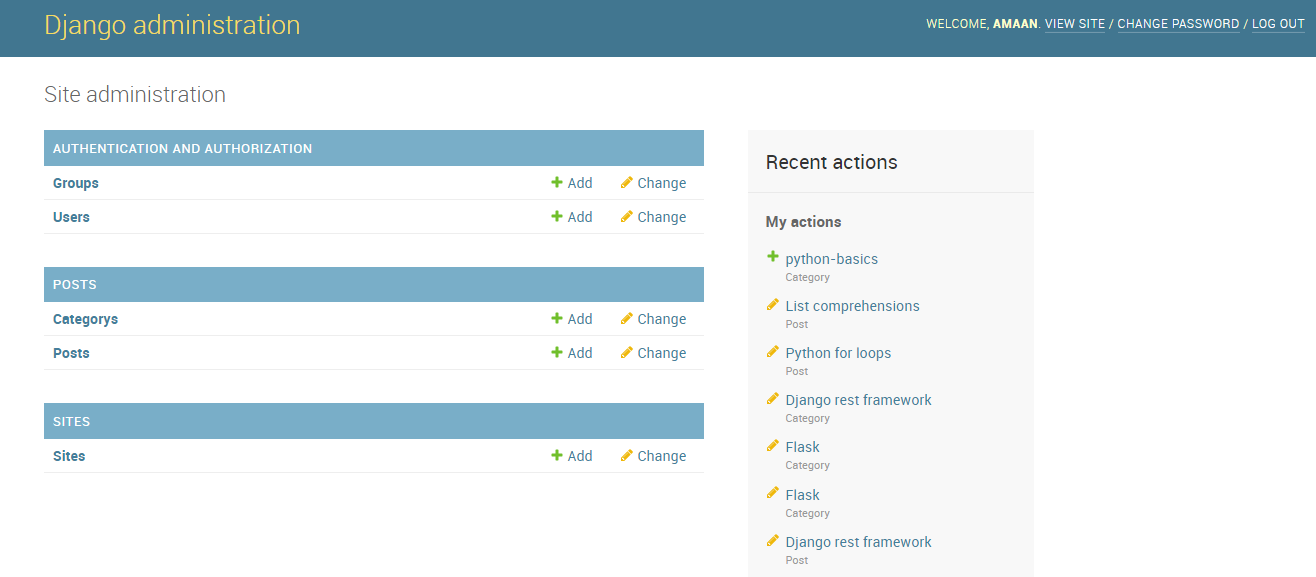 Django administration
WELCOME, AMAAN. VIEW SITE / CHANGE PASSWORD / LOG OUT
Site administration
AUTHENTICATION AND AUTHORIZATION
Groups Add Change
Users Add Change
POSTS
Categorys Add Change
Posts Add Change
SITES
Sites Add Change
Recent actions
My actions
python-basics
Category
List comprehensions
Post
Python for loops
Post
Django rest framework
Category
Flask
Category
Flask
Category
Django rest framework
Post